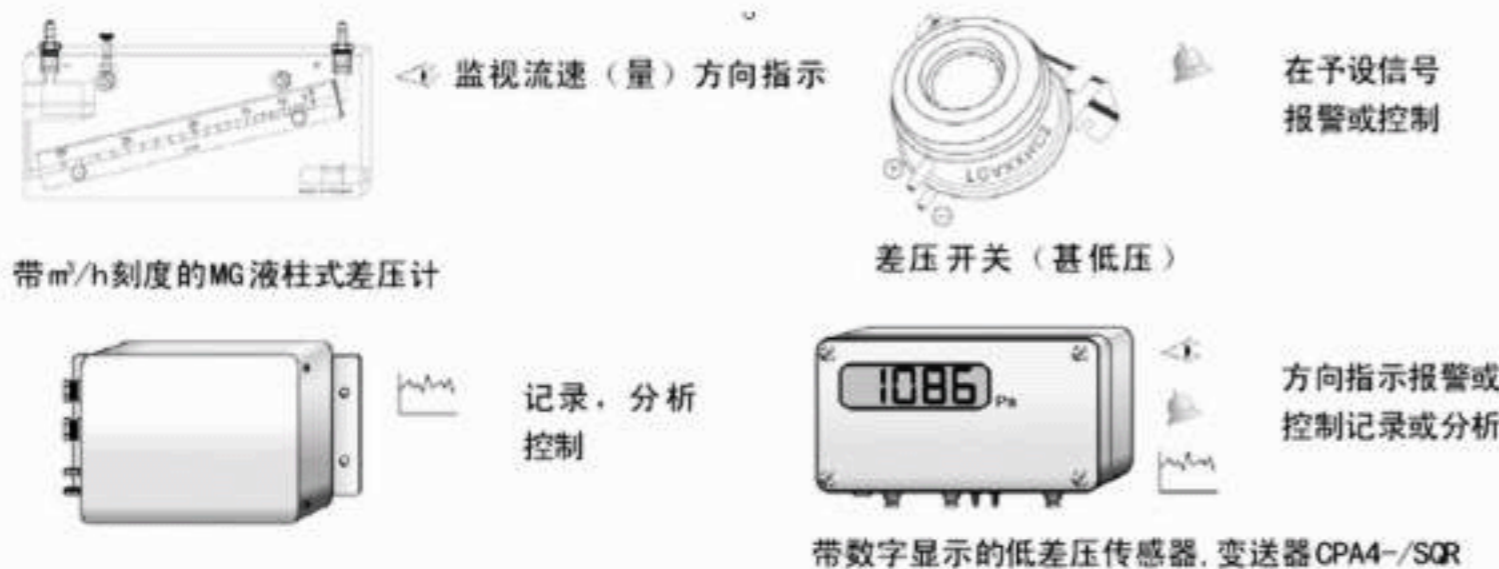 监视流速（量）方向指示
在予设信号
报警或控制
LGVXXHC2
差压开关（甚低压）
带m³/h刻度的MG液柱式差压计
1086 Pa
记录，分析
控制
方向指示报警或
控制记录或分析
带数字显示的低差压传感器，变送器CPA4-/SQR